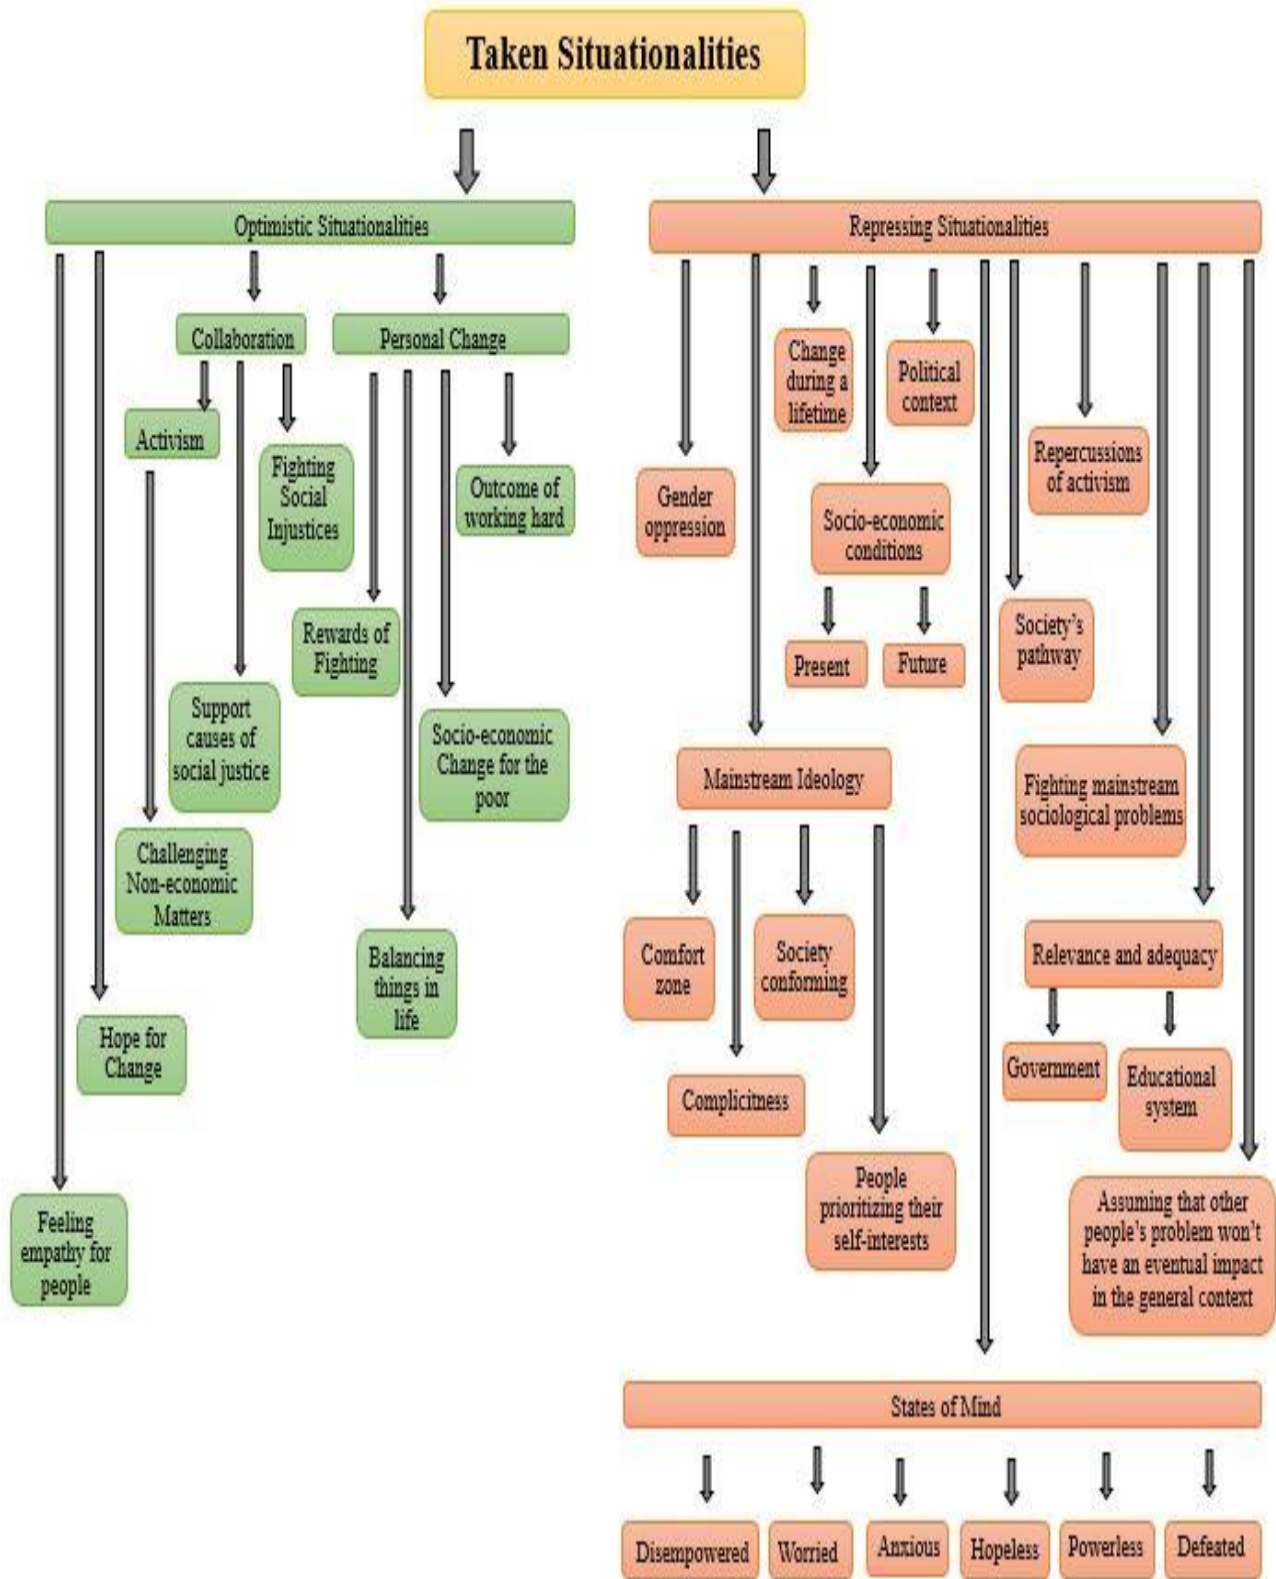 Taken Situationalities
Optimistic Situationalities
Repressing Situationalities
Collaboration
Personal Change
Activism
Fighting
Social
Injustices
Outcome of
working hard
Rewards of
Fighting
Support
causes of
social justice
Socio-economic
Change for the
poor
Challenging
Non-economic
Matters
Balancing
things in
life
Hope for
Change
Feeling
empathy for
people
Change
during a
lifetime
Political
context
Gender
oppression
Socio-economic
conditions
Repercussions
of activism
Present
Future
Society's
pathway
Mainstream Ideology
Fighting mainstream
sociological problems
Comfort
zone
Society
conforming
Relevance and adequacy
Complicitness
Government
Educational
system
People
prioritizing their
self-interests
Assuming that other
people's problem won't
have an eventual impact
in the general context
States of Mind
Disempowered
Worried
Anxious
Hopeless
Powerless
Defeated